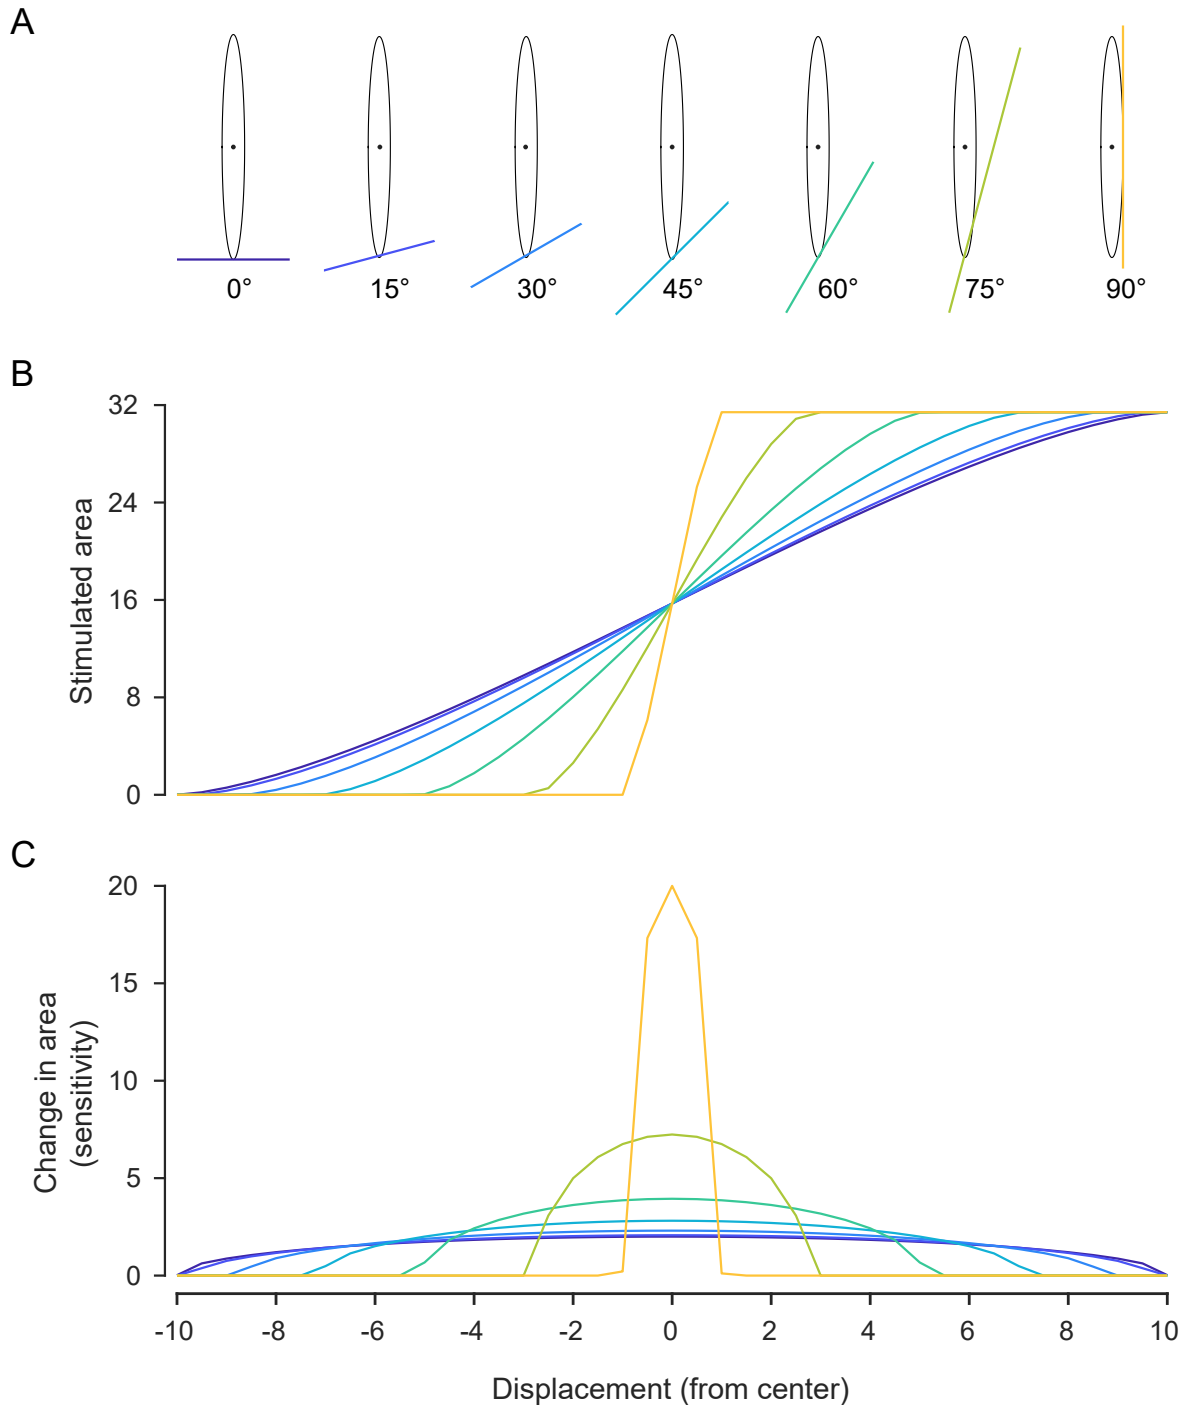 A
0° 15° 30° 45° 60° 75° 90°
B
32
24
16
8
0
Stimulated area
C
20
15
10
5
0
Change in area
(sensitivity)
-10 -8 -6 -4 -2 0 2 4 6 8 10
Displacement (from center)